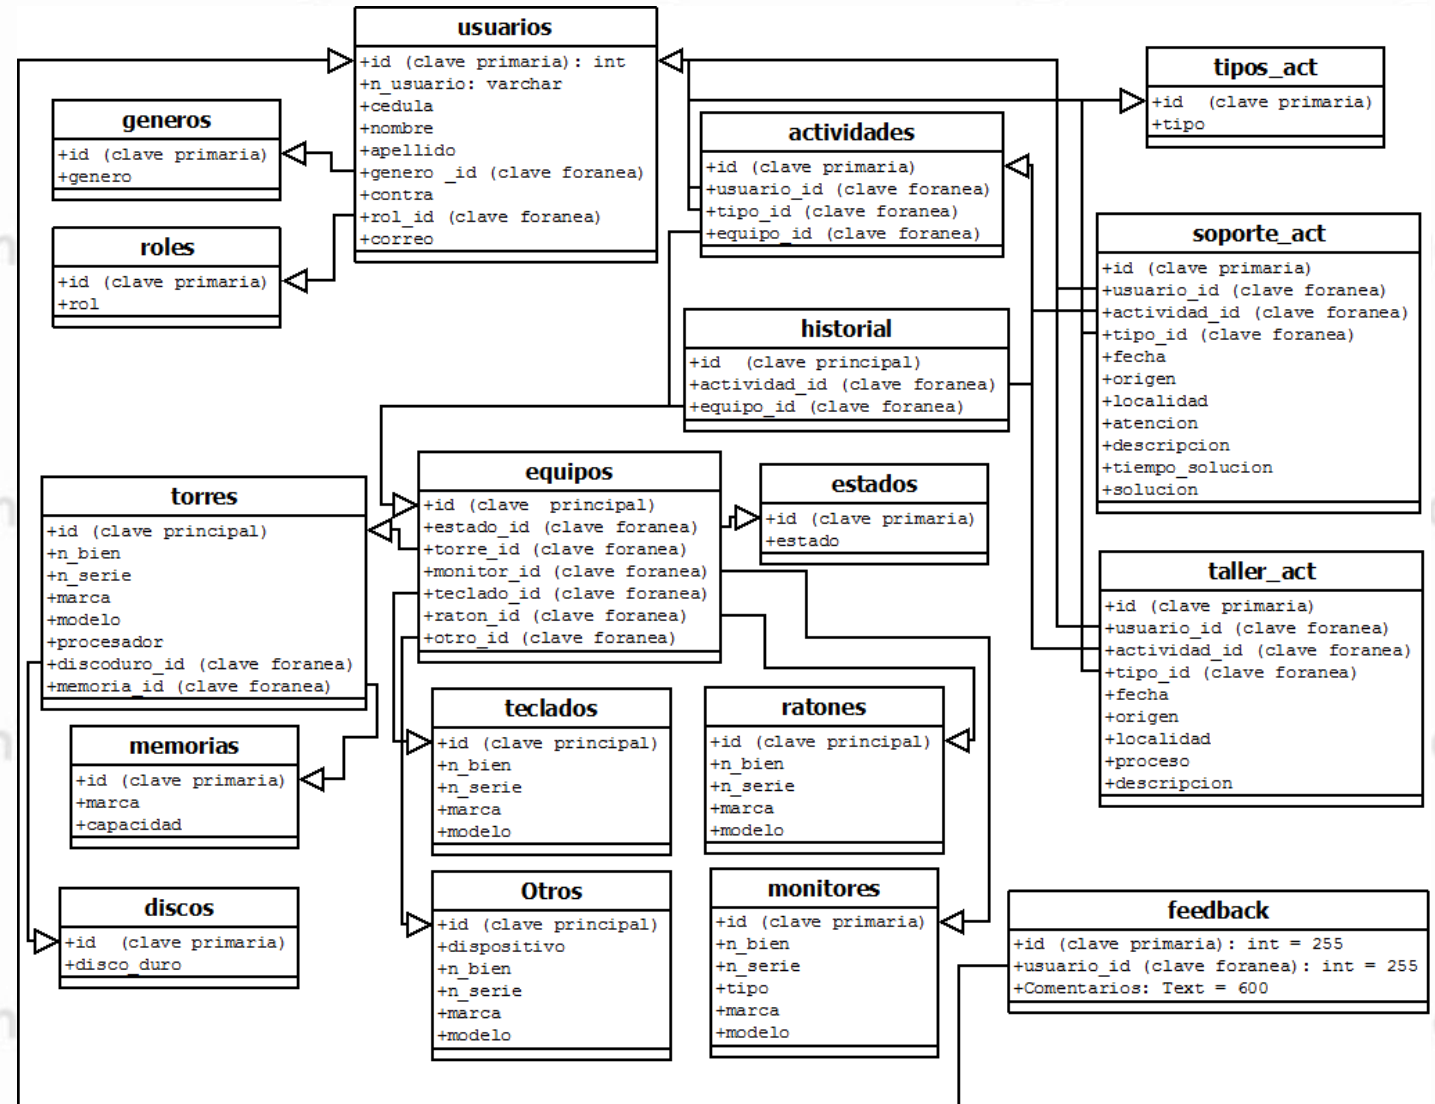 usuarios
+id (clave primaria): int
+n_usuario: varchar
+cedula
+nombre
+apellido
+genero _id (clave foranea)
+contra
+rol_id (clave foranea)
+correo
generos
+id (clave primaria)
+genero
roles
+id (clave primaria)
+rol
actividades
+id (clave primaria)
+usuario_id (clave foranea)
+tipo_id (clave foranea)
+equipo_id (clave foranea)
tipos_act
+id  (clave primaria)
+tipo
soporte_act
+id (clave primaria)
+usuario_id (clave foranea)
+actividad_id (clave foranea)
+tipo_id (clave foranea)
+fecha
+origen
+localidad
+atencion
+descripcion
+tiempo_solucion
+solucion
historial
+id  (clave principal)
+actividad_id (clave foranea)
+equipo_id (clave foranea)
torres
+id (clave principal)
+n_bien
+n_serie
+marca
+modelo
+procesador
+discoduro_id (clave foranea)
+memoria_id (clave foranea)
equipos
+id (clave  principal)
+estado_id (clave foranea)
+torre_id (clave foranea)
+monitor_id (clave foranea)
+teclado_id (clave foranea)
+raton_id (clave foranea)
+otro_id (clave foranea)
estados
+id (clave primaria)
+estado
taller_act
+id (clave primaria)
+usuario_id (clave foranea)
+actividad_id (clave foranea)
+tipo_id (clave foranea)
+fecha
+origen
+localidad
+proceso
+descripcion
memorias
+id (clave primaria)
+marca
+capacidad
teclados
+id (clave principal)
+n_bien
+n_serie
+marca
+modelo
ratones
+id (clave principal)
+n_bien
+n_serie
+marca
+modelo
discos
+id  (clave primaria)
+disco_duro
Otros
+id (clave principal)
+dispositivo
+n_bien
+n_serie
+marca
+modelo
monitores
+id (clave primaria)
+n_bien
+n_serie
+tipo
+marca
+modelo
feedback
+id (clave primaria): int = 255
+usuario_id (clave foranea): int = 255
+Comentarios: Text = 600